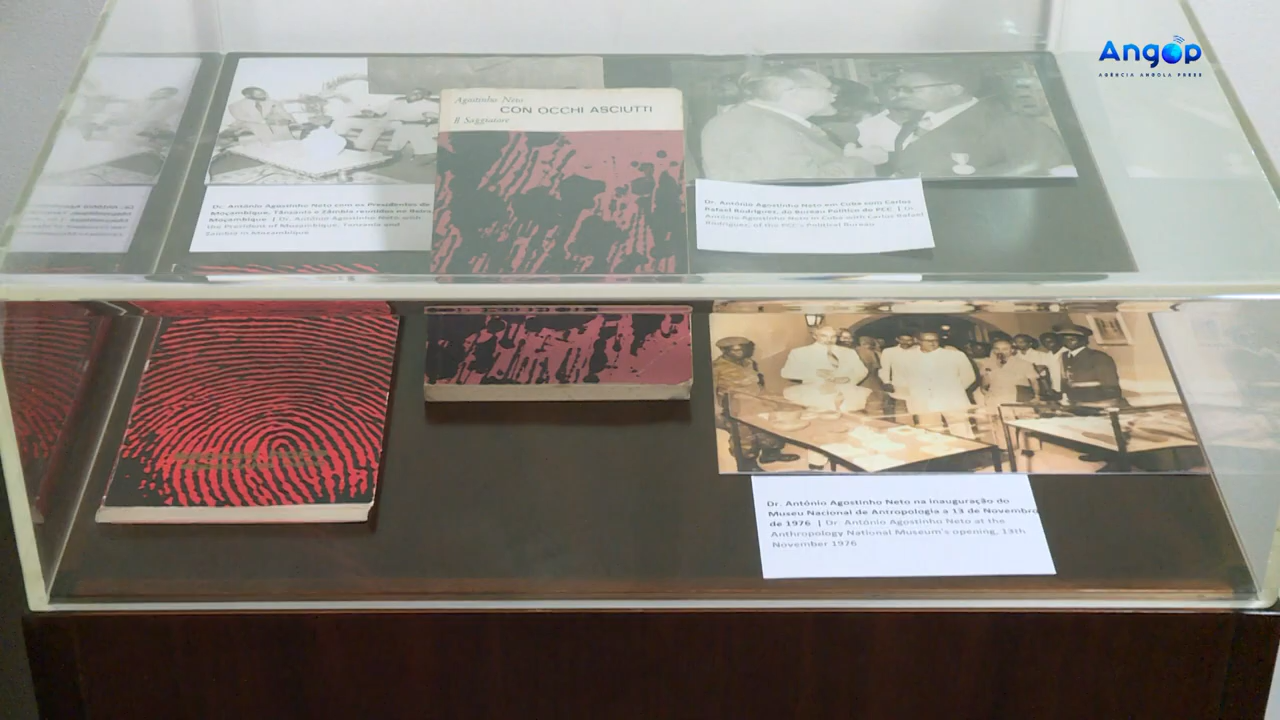 Angop
AGÊNCIA ANGOLA PRESS
Agostinho Neto
CON OCCHI ASCIUTTI
Il Saggiatore
Dr. António Agostinho Neto com os Presidentes de
Moçambique, Tânzania e Zâmbia reunidos na Beira,
Moçambique | Dr. António Agostinho Neto with
the President of Mozambique, Tanzania and
Zambia in Mozambique
Dr. António Agostinho Neto em Cuba com Carlos
Rafael Rodríguez, do Bureau Político do PCC | Dr.
António Agostinho Neto in Cuba with Carlos Rafael
Rodríguez, of the PCC's Political Bureau
Dr. António Agostinho Neto na inauguração do
Museu Nacional de Antropologia a 13 de Novembro
de 1976 | Dr. António Agostinho Neto at the
Anthropology National Museum's opening, 13th
November 1976